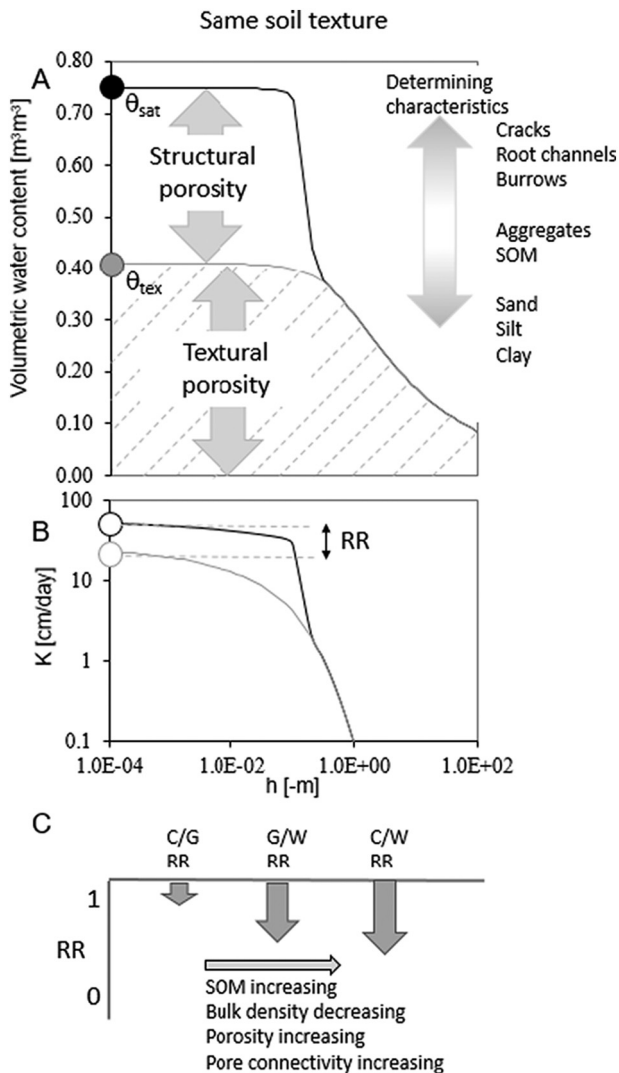 Same soil texture
A
Volumetric water content [m³m⁻³]
0.80
0.70
0.60
0.50
0.40
0.30
0.20
0.10
0.00
θsat
Structural
porosity
θtex
Textural
porosity
Determining
characteristics
Cracks
Root channels
Burrows
Aggregates
SOM
Sand
Silt
Clay
B
K [cm/day]
100
10
1
0.1
RR
1.0E-04
1.0E-02
1.0E+00
1.0E+02
h [-m]
C
C/G
RR
G/W
RR
C/W
RR
1
RR
0
SOM increasing
Bulk density decreasing
Porosity increasing
Pore connectivity increasing